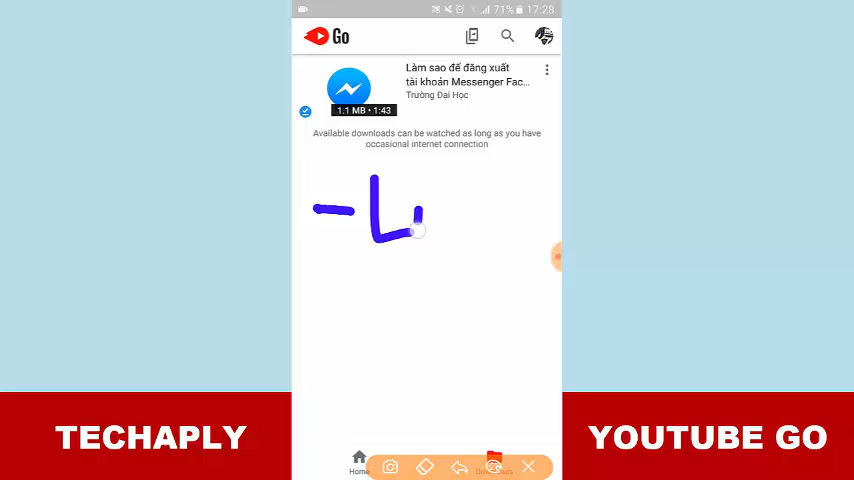 71% 17:28
Go
Làm sao để đăng xuất
tài khoản Messenger Fac...
Trường Đại Học
1.1 MB • 1:43
Available downloads can be watched as long as you have
occasional internet connection
TECHAPLY
YOUTUBE GO
Home